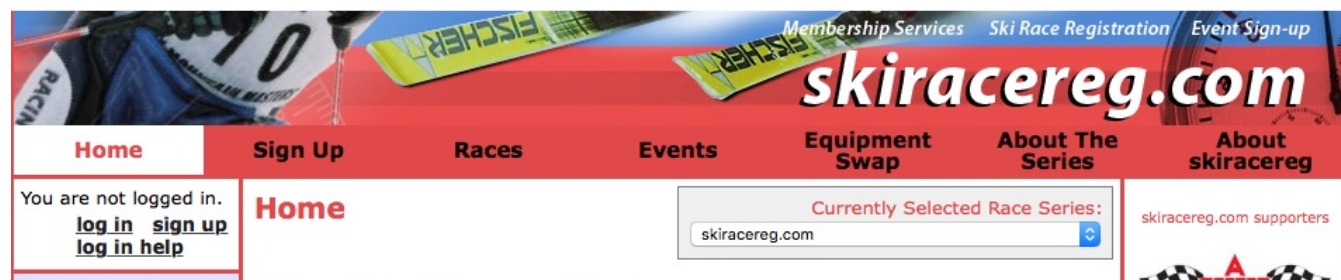 Membership Services Ski Race Registration Event Sign-up
FISCHER
10
RACIN
skiracereg.com
Home
Sign Up
Races
Events
Equipment
Swap
About The
Series
About
skiracereg
You are not logged in.
log in sign up
log in help
Home
Currently Selected Race Series:
skiracereg.com
skiracereg.com supporters